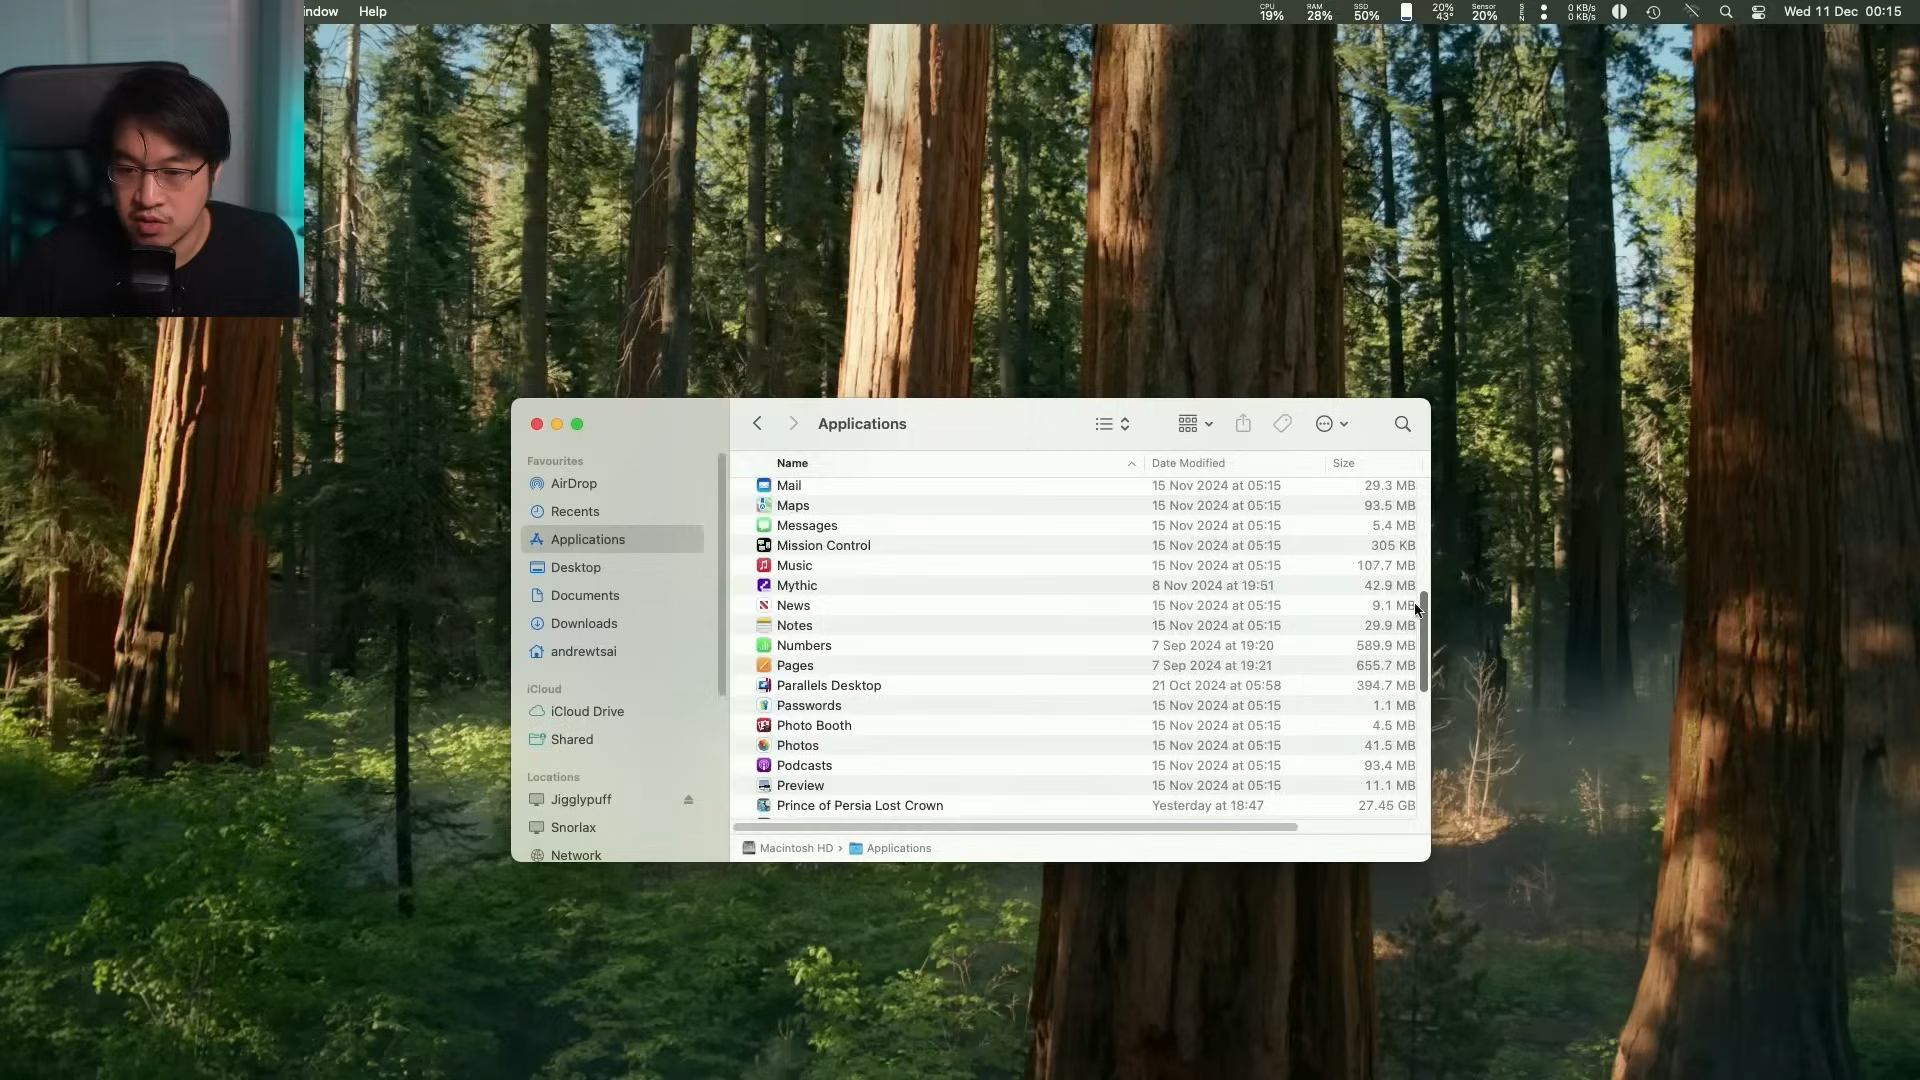 indow Help
CPU 19% RAM 28% SSD 50% 20% 43° Sensor 20% 0 KB/s 0 KB/s Wed 11 Dec 00:15
Applications
Favourites
AirDrop
Recents
Applications
Desktop
Documents
Downloads
andrewtsai
iCloud
iCloud Drive
Shared
Locations
Jigglypuff
Snorlax
Network
Name Date Modified Size
Mail 15 Nov 2024 at 05:15 29.3 MB
Maps 15 Nov 2024 at 05:15 93.5 MB
Messages 15 Nov 2024 at 05:15 5.4 MB
Mission Control 15 Nov 2024 at 05:15 305 KB
Music 15 Nov 2024 at 05:15 107.7 MB
Mythic 8 Nov 2024 at 19:51 42.9 MB
News 15 Nov 2024 at 05:15 9.1 MB
Notes 15 Nov 2024 at 05:15 29.9 MB
Numbers 7 Sep 2024 at 19:20 589.9 MB
Pages 7 Sep 2024 at 19:21 655.7 MB
Parallels Desktop 21 Oct 2024 at 05:58 394.7 MB
Passwords 15 Nov 2024 at 05:15 1.1 MB
Photo Booth 15 Nov 2024 at 05:15 4.5 MB
Photos 15 Nov 2024 at 05:15 41.5 MB
Podcasts 15 Nov 2024 at 05:15 93.4 MB
Preview 15 Nov 2024 at 05:15 11.1 MB
Prince of Persia Lost Crown Yesterday at 18:47 27.45 GB
Macintosh HD › Applications